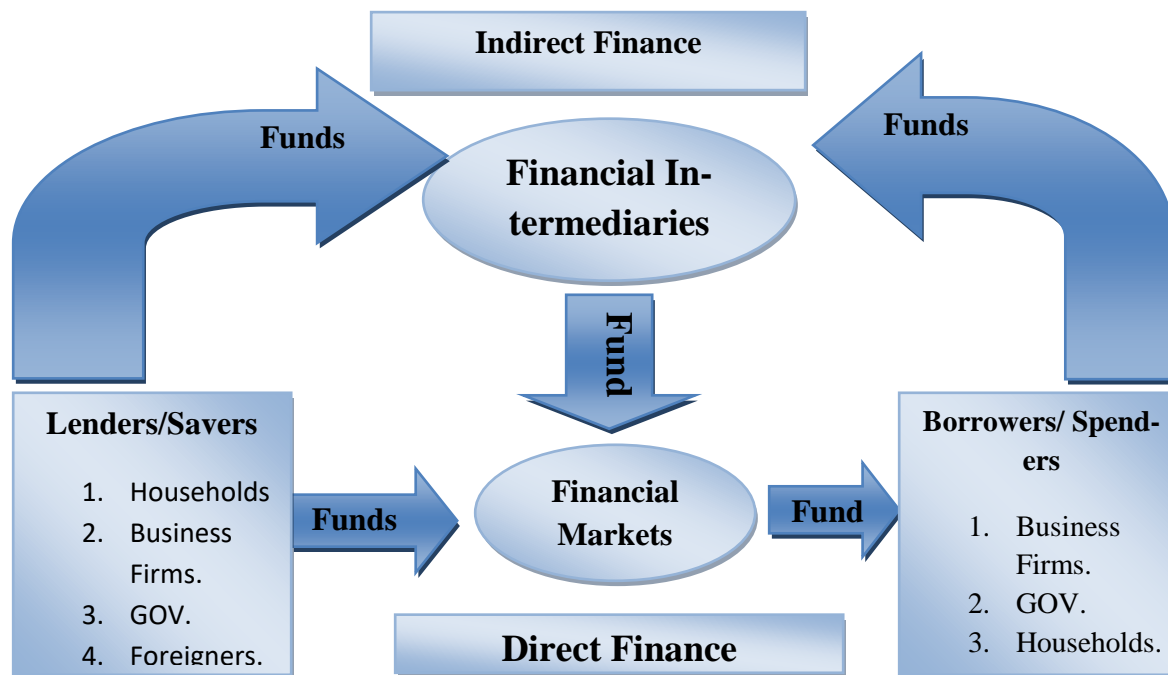 Indirect Finance
Funds
Funds
Financial In-
termediaries
Fund
Lenders/Savers
1. Households
2. Business
Firms.
3. GOV.
4. Foreigners.
Funds
Financial
Markets
Fund
Borrowers/ Spend-
ers
1. Business
Firms.
2. GOV.
3. Households.
Direct Finance